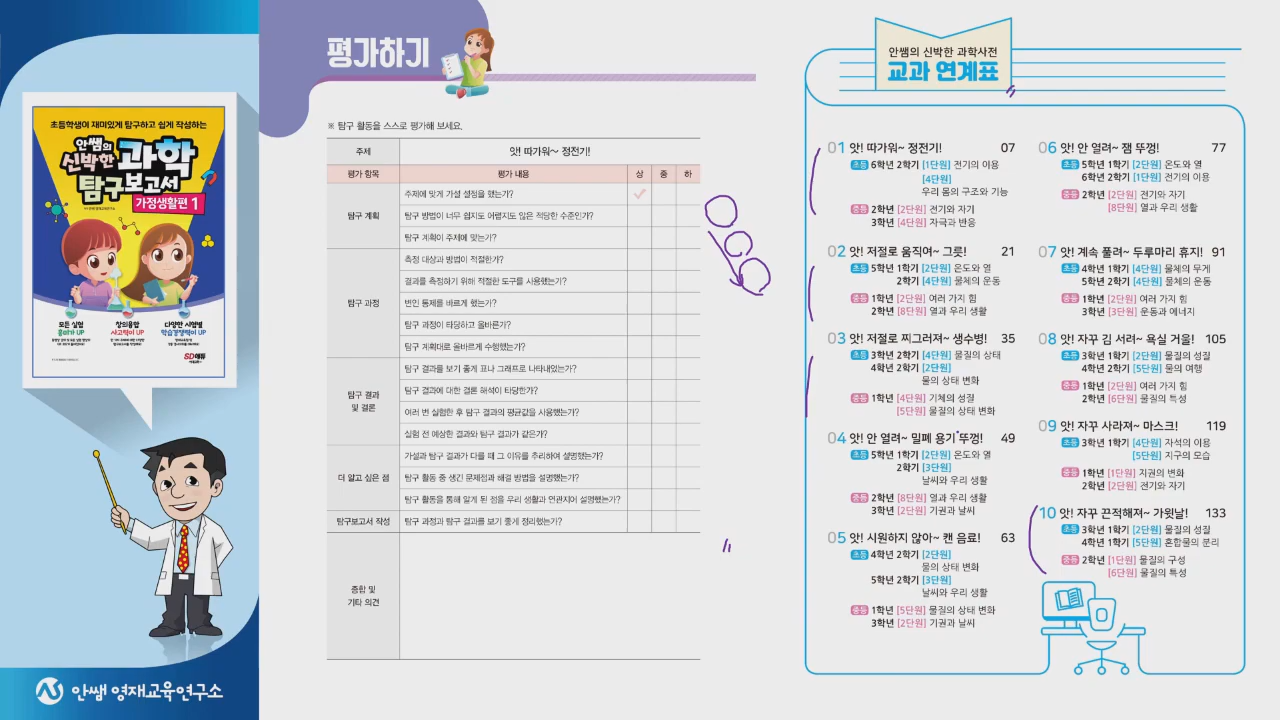 초등학생이 재미있게 탐구하고 쉽게 작성하는
안쌤의
신박한 과학
탐구보고서
가정생활편 1
모든 실험
흥미가 UP
창의융합
사고력이 UP
다양한 시험별
학습경쟁력이 UP
SD에듀
안쌤 영재교육연구소
평가하기
※ 탐구 활동을 스스로 평가해 보세요.
주제 앗! 따가워~ 정전기!
평가 항목 평가 내용 상 중 하
탐구 계획
주제에 맞게 가설 설정을 했는가?
탐구 방법이 너무 쉽지도 어렵지도 않은 적당한 수준인가?
탐구 계획이 주제에 맞는가?
탐구 과정
측정 대상과 방법이 적절한가?
결과를 측정하기 위해 적절한 도구를 사용했는가?
변인 통제를 바르게 했는가?
탐구 과정이 타당하고 올바른가?
탐구 계획대로 올바르게 수행했는가?
탐구 결과
및 결론
탐구 결과를 보기 좋게 표나 그래프로 나타내었는가?
탐구 결과에 대한 결론 해석이 타당한가?
여러 번 실험한 후 탐구 결과의 평균값을 사용했는가?
실험 전 예상한 결과와 탐구 결과가 같은가?
더 알고 싶은 점
가설과 탐구 결과가 다를 때 그 이유를 추리하여 설명했는가?
탐구 활동 중 생긴 문제점과 해결 방법을 설명했는가?
탐구 활동을 통해 알게 된 점을 우리 생활과 연관지어 설명했는가?
탐구보고서 작성 탐구 과정과 탐구 결과를 보기 좋게 정리했는가?
종합 및
기타 의견
안쌤의 신박한 과학사전
교과 연계표
01 앗! 따가워~ 정전기! 07
초등 6학년 2학기 [1단원] 전기의 이용
[4단원]
우리 몸의 구조와 기능
중등 2학년 [2단원] 전기와 자기
3학년 [4단원] 자극과 반응
02 앗! 저절로 움직여~ 그릇! 21
초등 5학년 1학기 [2단원] 온도와 열
2학기 [4단원] 물체의 운동
중등 1학년 [2단원] 여러 가지 힘
2학년 [8단원] 열과 우리 생활
03 앗! 저절로 찌그러져~ 생수병! 35
초등 3학년 2학기 [4단원] 물질의 상태
4학년 2학기 [2단원]
물의 상태 변화
중등 1학년 [4단원] 기체의 성질
[5단원] 물질의 상태 변화
04 앗! 안 열려~ 밀폐 용기 뚜껑! 49
초등 5학년 1학기 [2단원] 온도와 열
2학기 [3단원]
날씨와 우리 생활
중등 2학년 [8단원] 열과 우리 생활
3학년 [2단원] 기권과 날씨
05 앗! 시원하지 않아~ 캔 음료! 63
초등 4학년 2학기 [2단원]
물의 상태 변화
5학년 2학기 [3단원]
날씨와 우리 생활
중등 1학년 [5단원] 물질의 상태 변화
3학년 [2단원] 기권과 날씨
06 앗! 안 열려~ 잼 뚜껑! 77
초등 5학년 1학기 [2단원] 온도와 열
6학년 2학기 [1단원] 전기의 이용
중등 2학년 [2단원] 전기와 자기
[8단원] 열과 우리 생활
07 앗! 계속 풀려~ 두루마리 휴지! 91
초등 4학년 1학기 [4단원] 물체의 무게
5학년 2학기 [4단원] 물체의 운동
중등 1학년 [2단원] 여러 가지 힘
3학년 [3단원] 운동과 에너지
08 앗! 자꾸 김 서려~ 욕실 거울! 105
초등 3학년 1학기 [2단원] 물질의 성질
4학년 2학기 [5단원] 물의 여행
중등 1학년 [2단원] 여러 가지 힘
2학년 [6단원] 물질의 특성
09 앗! 자꾸 사라져~ 마스크! 119
초등 3학년 1학기 [4단원] 자석의 이용
[5단원] 지구의 모습
중등 1학년 [1단원] 지권의 변화
2학년 [2단원] 전기와 자기
10 앗! 자꾸 끈적해져~ 가윗날! 133
초등 3학년 1학기 [2단원] 물질의 성질
4학년 1학기 [5단원] 혼합물의 분리
중등 2학년 [1단원] 물질의 구성
[6단원] 물질의 특성